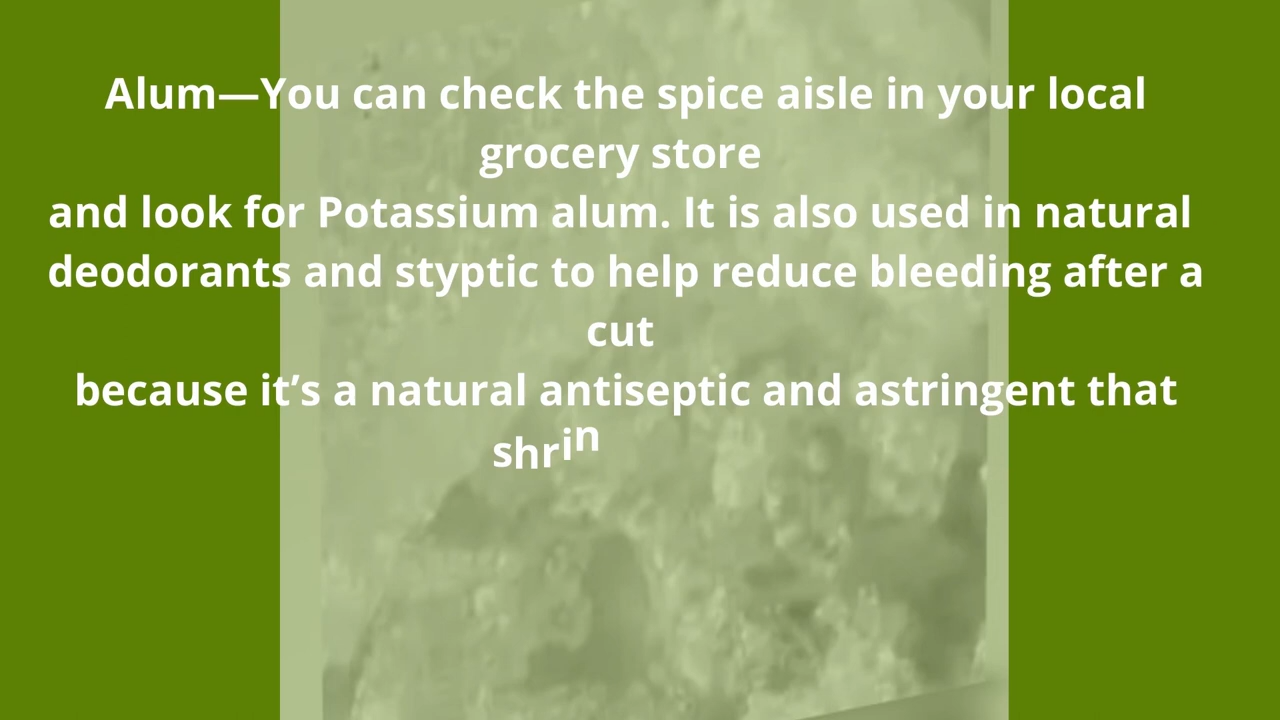 Alum—You can check the spice aisle in your local
grocery store
and look for Potassium alum. It is also used in natural
deodorants and styptic to help reduce bleeding after a
cut
because it’s a natural antiseptic and astringent that
shrin